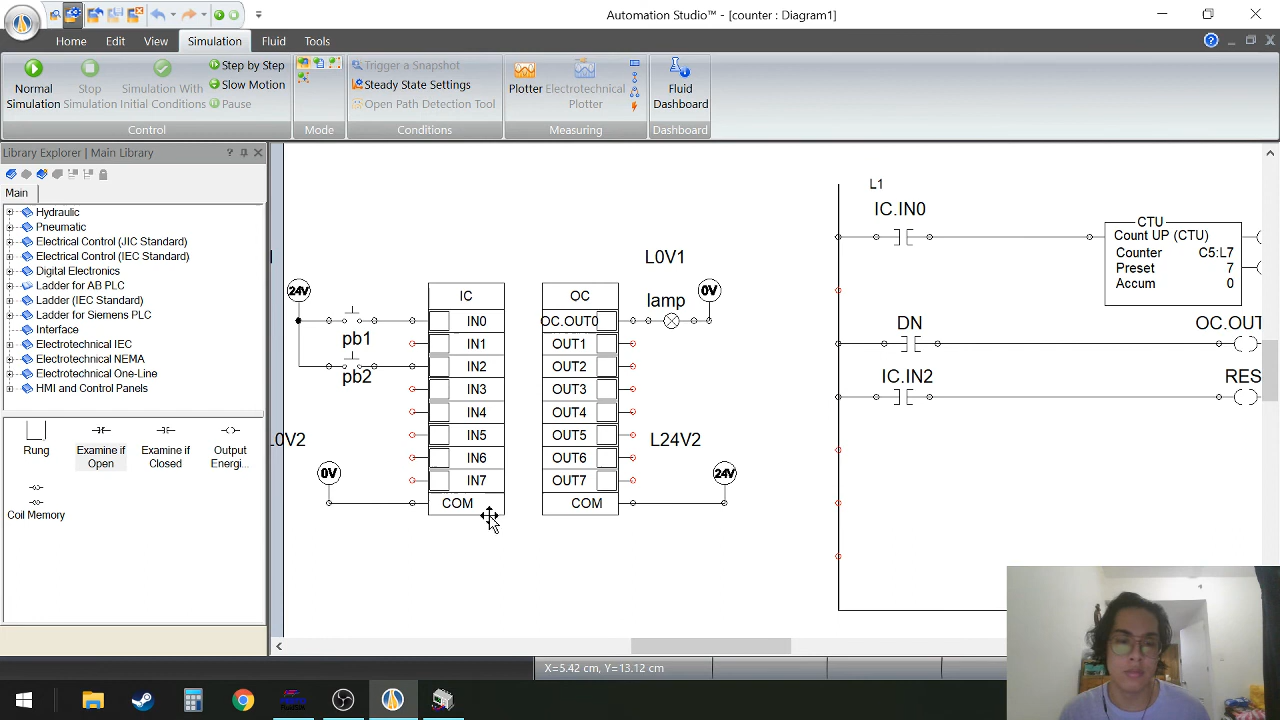 Automation Studio™ - [counter : Diagram1]
Home
Edit
View
Simulation
Fluid
Tools
Normal
Simulation
Stop
Simulation
Simulation With
Initial Conditions
Step by Step
Slow Motion
Pause
Control
Mode
Trigger a Snapshot
Steady State Settings
Open Path Detection Tool
Conditions
Plotter
Electrotechnical
Plotter
Measuring
Fluid
Dashboard
Dashboard
Library Explorer | Main Library
Main
Hydraulic
Pneumatic
Electrical Control (JIC Standard)
Electrical Control (IEC Standard)
Digital Electronics
Ladder for AB PLC
Ladder (IEC Standard)
Ladder for Siemens PLC
Interface
Electrotechnical IEC
Electrotechnical NEMA
Electrotechnical One-Line
HMI and Control Panels
Rung
Examine if
Open
Examine if
Closed
Output
Energi...
Coil Memory
24V
pb1
pb2
L0V2
0V
IC
IN0
IN1
IN2
IN3
IN4
IN5
IN6
IN7
COM
OC
OC.OUT0
OUT1
OUT2
OUT3
OUT4
OUT5
OUT6
OUT7
COM
L0V1
lamp
0V
L24V2
24V
L1
IC.IN0
CTU
Count UP (CTU)
Counter C5:L7
Preset 7
Accum 0
DN
OC.OUT
IC.IN2
RES
X=5.42 cm, Y=13.12 cm